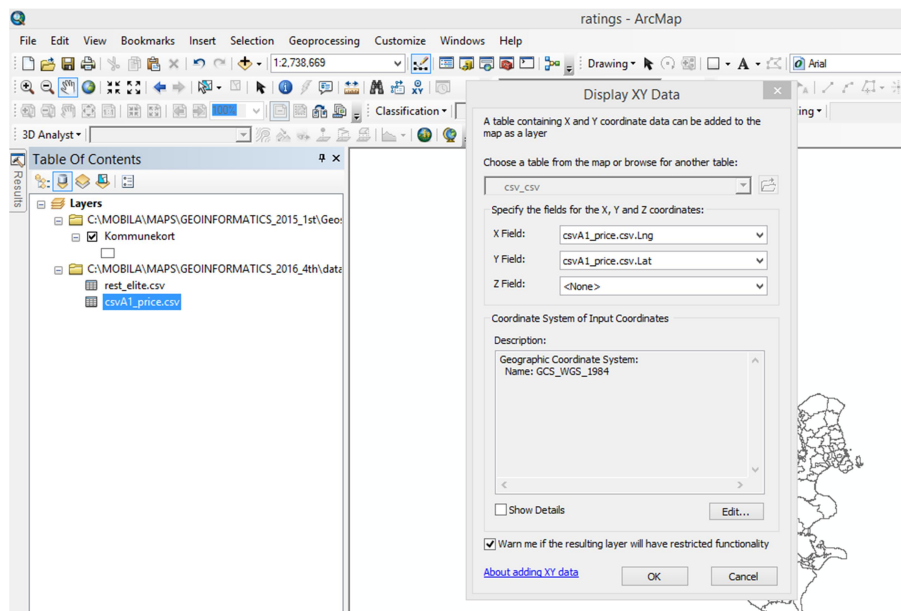 ratings - ArcMap
File Edit View Bookmarks Insert Selection Geoprocessing Customize Windows Help
1:2,738,669
Drawing
A
Arial
100%
Classification
ing
3D Analyst
Results
Table Of Contents
Layers
C:\MOBILA\MAPS\GEOINFORMATICS_2015_1st\Geo
Kommunekort
C:\MOBILA\MAPS\GEOINFORMATICS_2016_4th\data
rest_elite.csv
csvA1_price.csv
Display XY Data
A table containing X and Y coordinate data can be added to the
map as a layer
Choose a table from the map or browse for another table:
csv_csv
Specify the fields for the X, Y and Z coordinates:
X Field: csvA1_price.csv.Lng
Y Field: csvA1_price.csv.Lat
Z Field: <None>
Coordinate System of Input Coordinates
Description:
Geographic Coordinate System:
Name: GCS_WGS_1984
Show Details
Edit...
Warn me if the resulting layer will have restricted functionality
About adding XY data
OK
Cancel